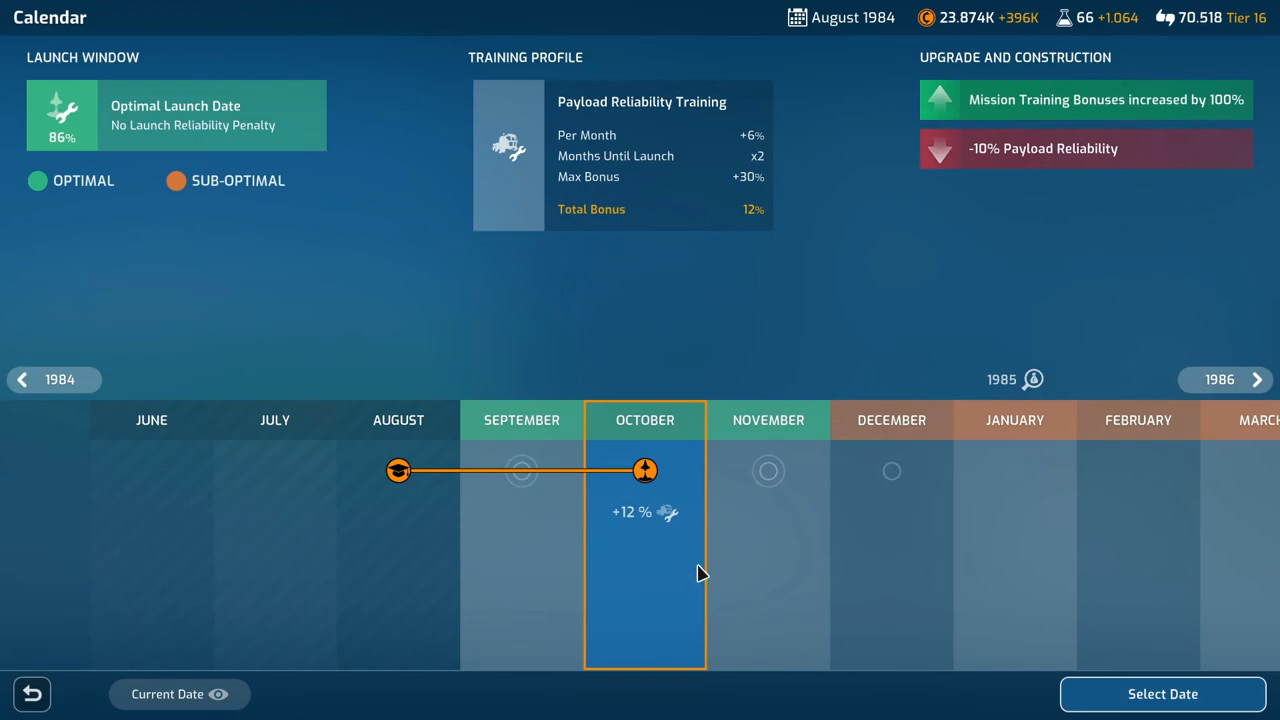 Calendar
August 1984
23.874K +396K
66 +1.064
70.518 Tier 16
LAUNCH WINDOW
86%
Optimal Launch Date
No Launch Reliability Penalty
OPTIMAL
SUB-OPTIMAL
TRAINING PROFILE
Payload Reliability Training
Per Month +6%
Months Until Launch x2
Max Bonus +30%
Total Bonus 12%
UPGRADE AND CONSTRUCTION
Mission Training Bonuses increased by 100%
-10% Payload Reliability
1984
1985
1986
JUNE
JULY
AUGUST
SEPTEMBER
OCTOBER
NOVEMBER
DECEMBER
JANUARY
FEBRUARY
MARCH
+12 %
Current Date
Select Date